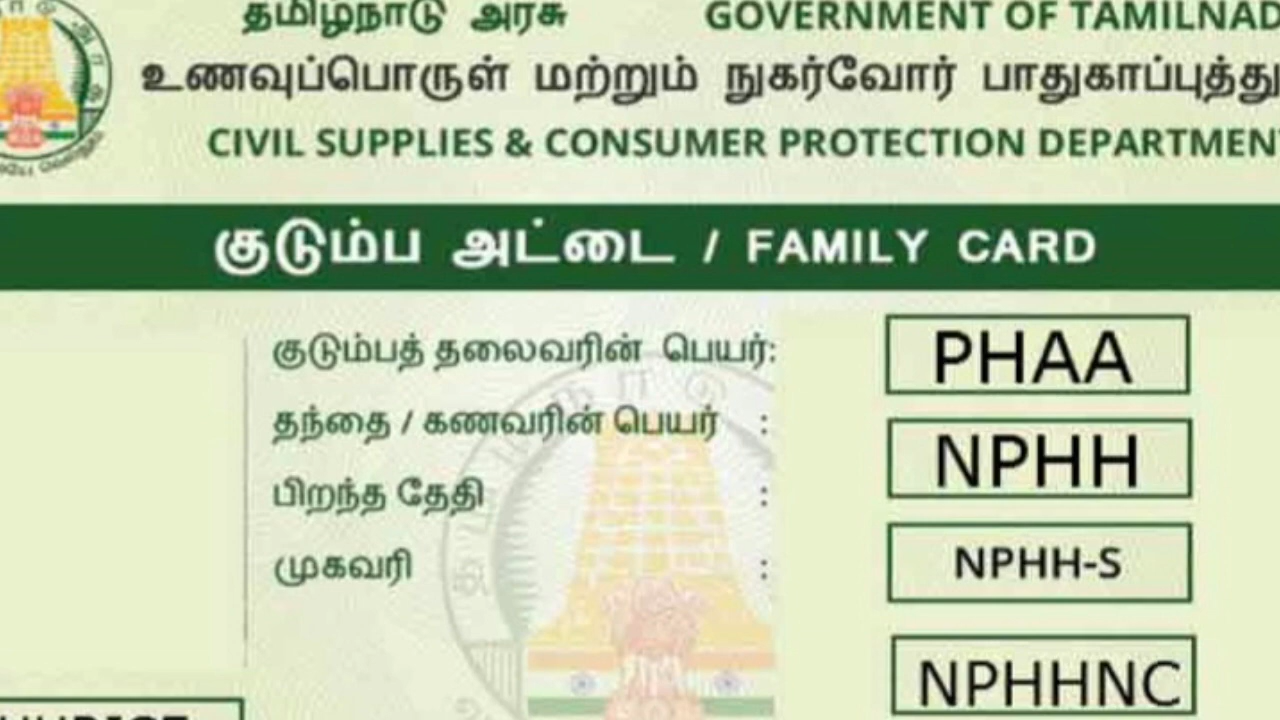 தமிழ்நாடு அரசு GOVERNMENT OF TAMILNAD
உணவுப்பொருள் மற்றும் நுகர்வோர் பாதுகாப்புத்து
CIVIL SUPPLIES & CONSUMER PROTECTION DEPARTMEN
குடும்ப அட்டை / FAMILY CARD
குடும்பத் தலைவரின் பெயர்:
PHAA
தந்தை / கணவரின் பெயர் :
NPHH
பிறந்த தேதி :
முகவரி :
NPHH-S
NPHHNC